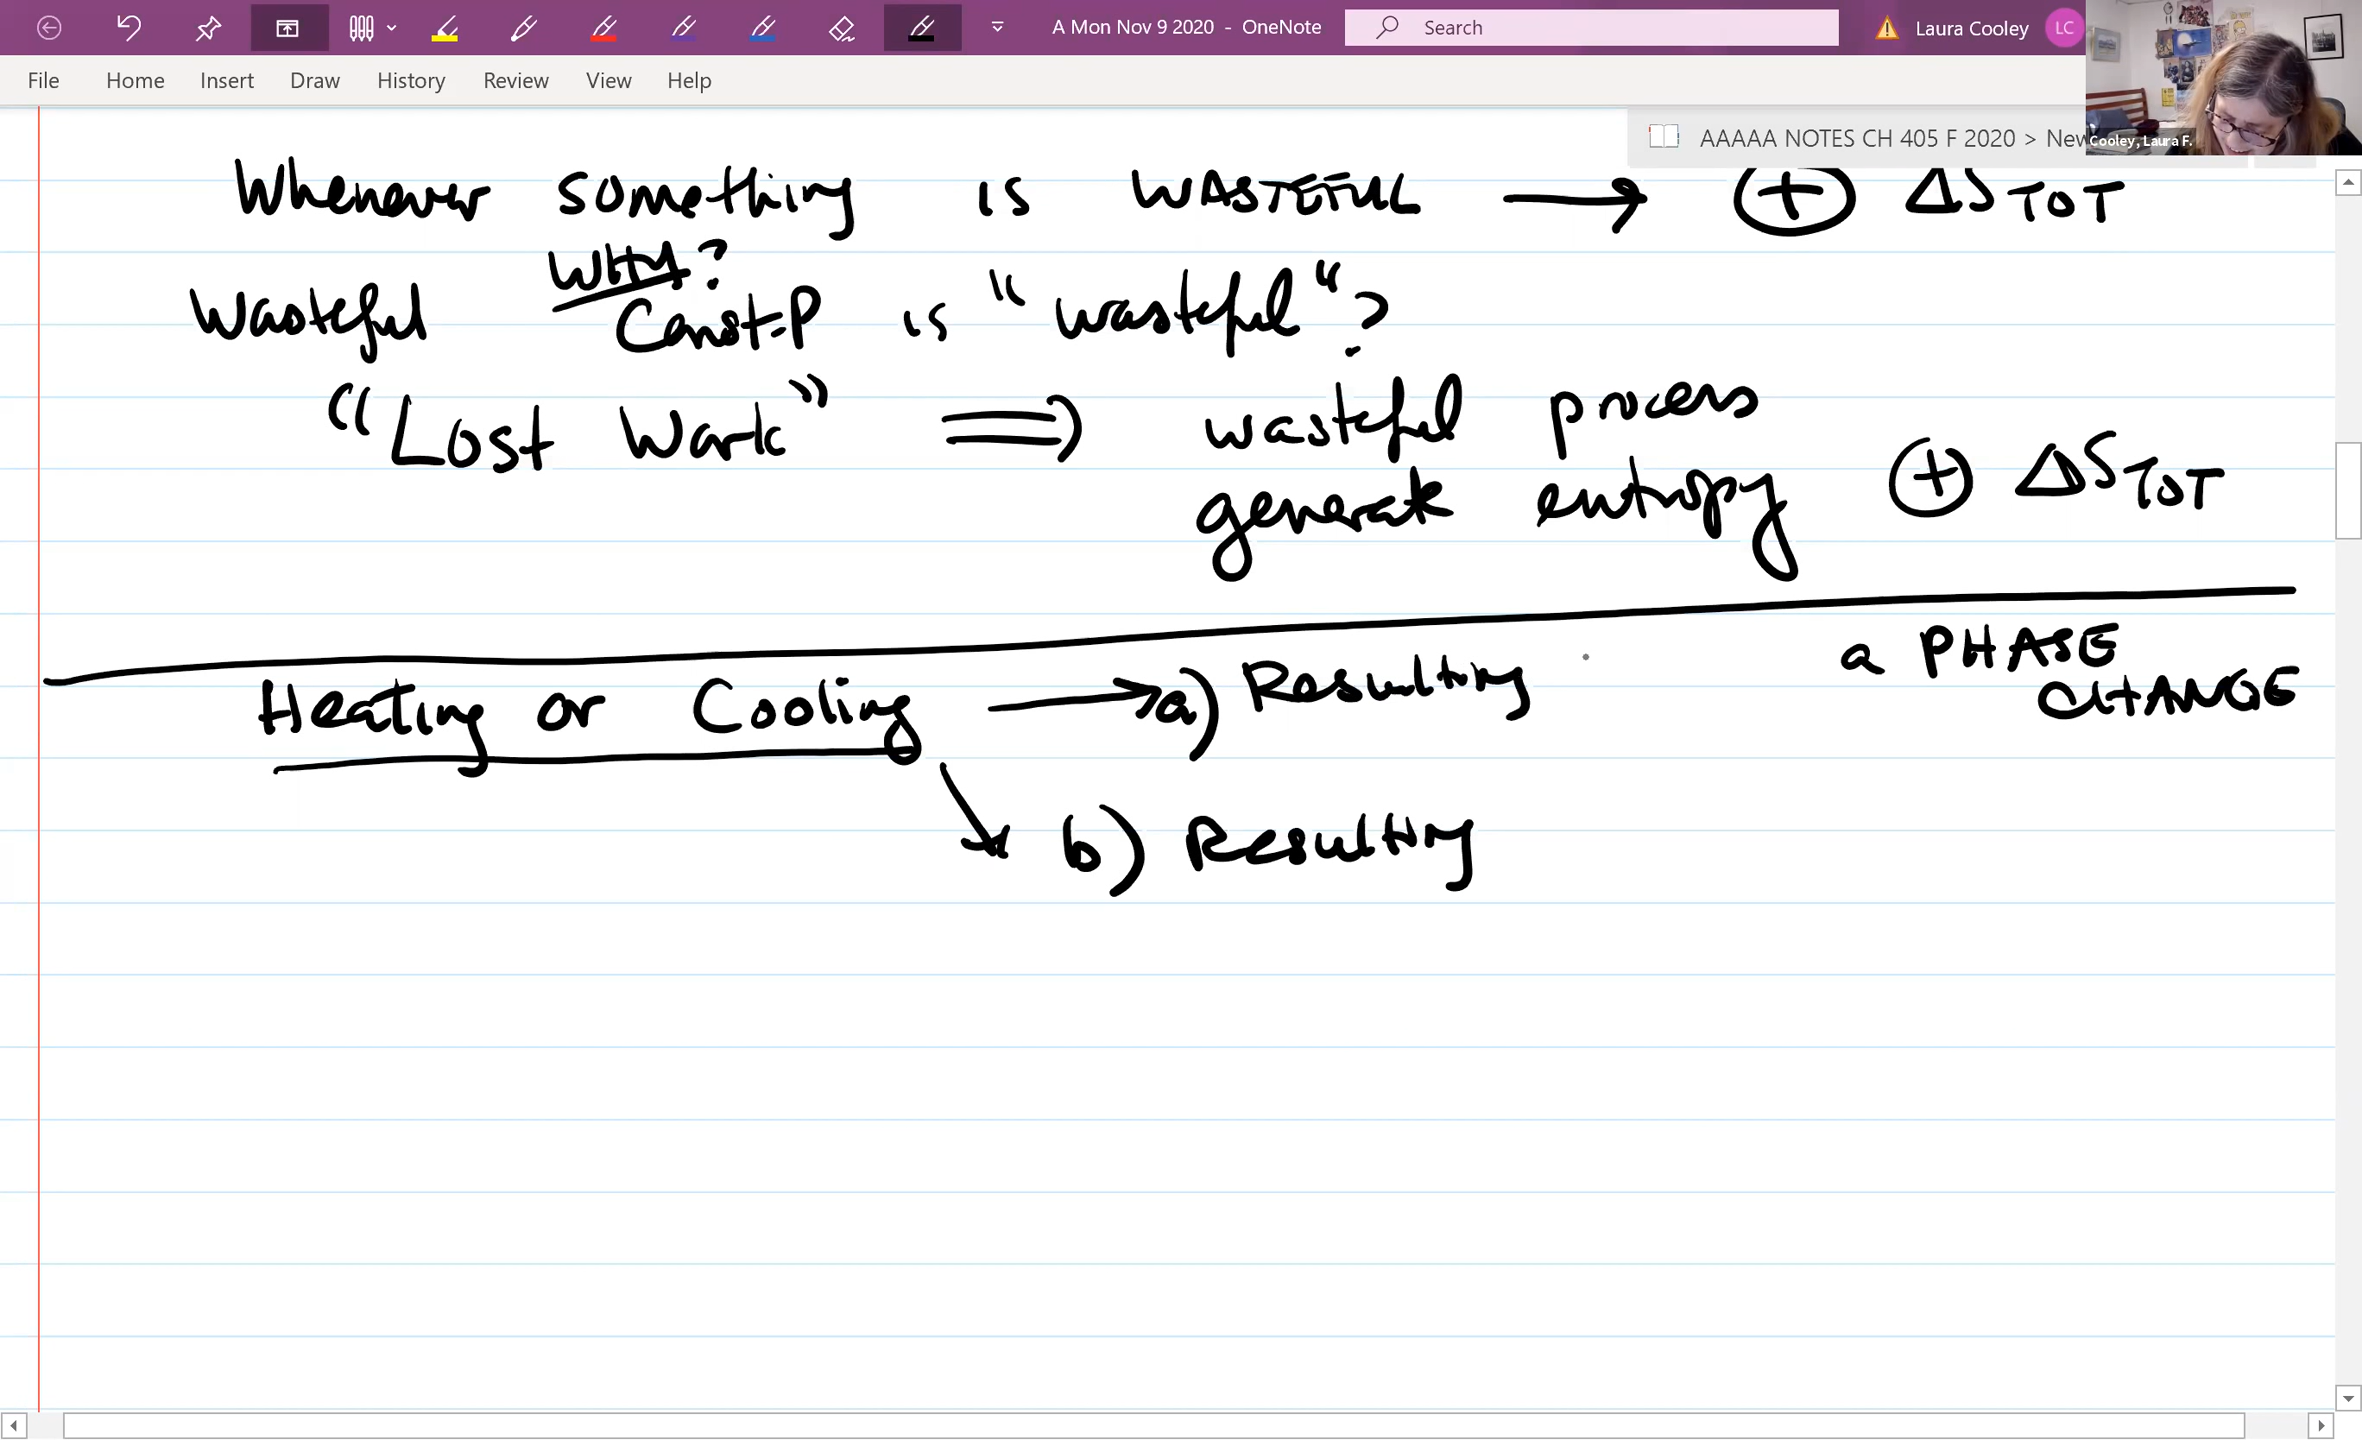 A Mon Nov 9 2020 - OneNote
Search
Laura Cooley
LC
File Home Insert Draw History Review View Help
AAAAA NOTES CH 405 F 2020 > New
Cooley, Laura F.
Whenever something is WASTEFUL → (+) ΔS TOT
WHY?
Wasteful Const=P is "wasteful"?
"Lost Work" ⇒ wasteful process
generate entropy (+) ΔS TOT
Heating or Cooling → a) Resulting a PHASE
CHANGE
b) Resulting